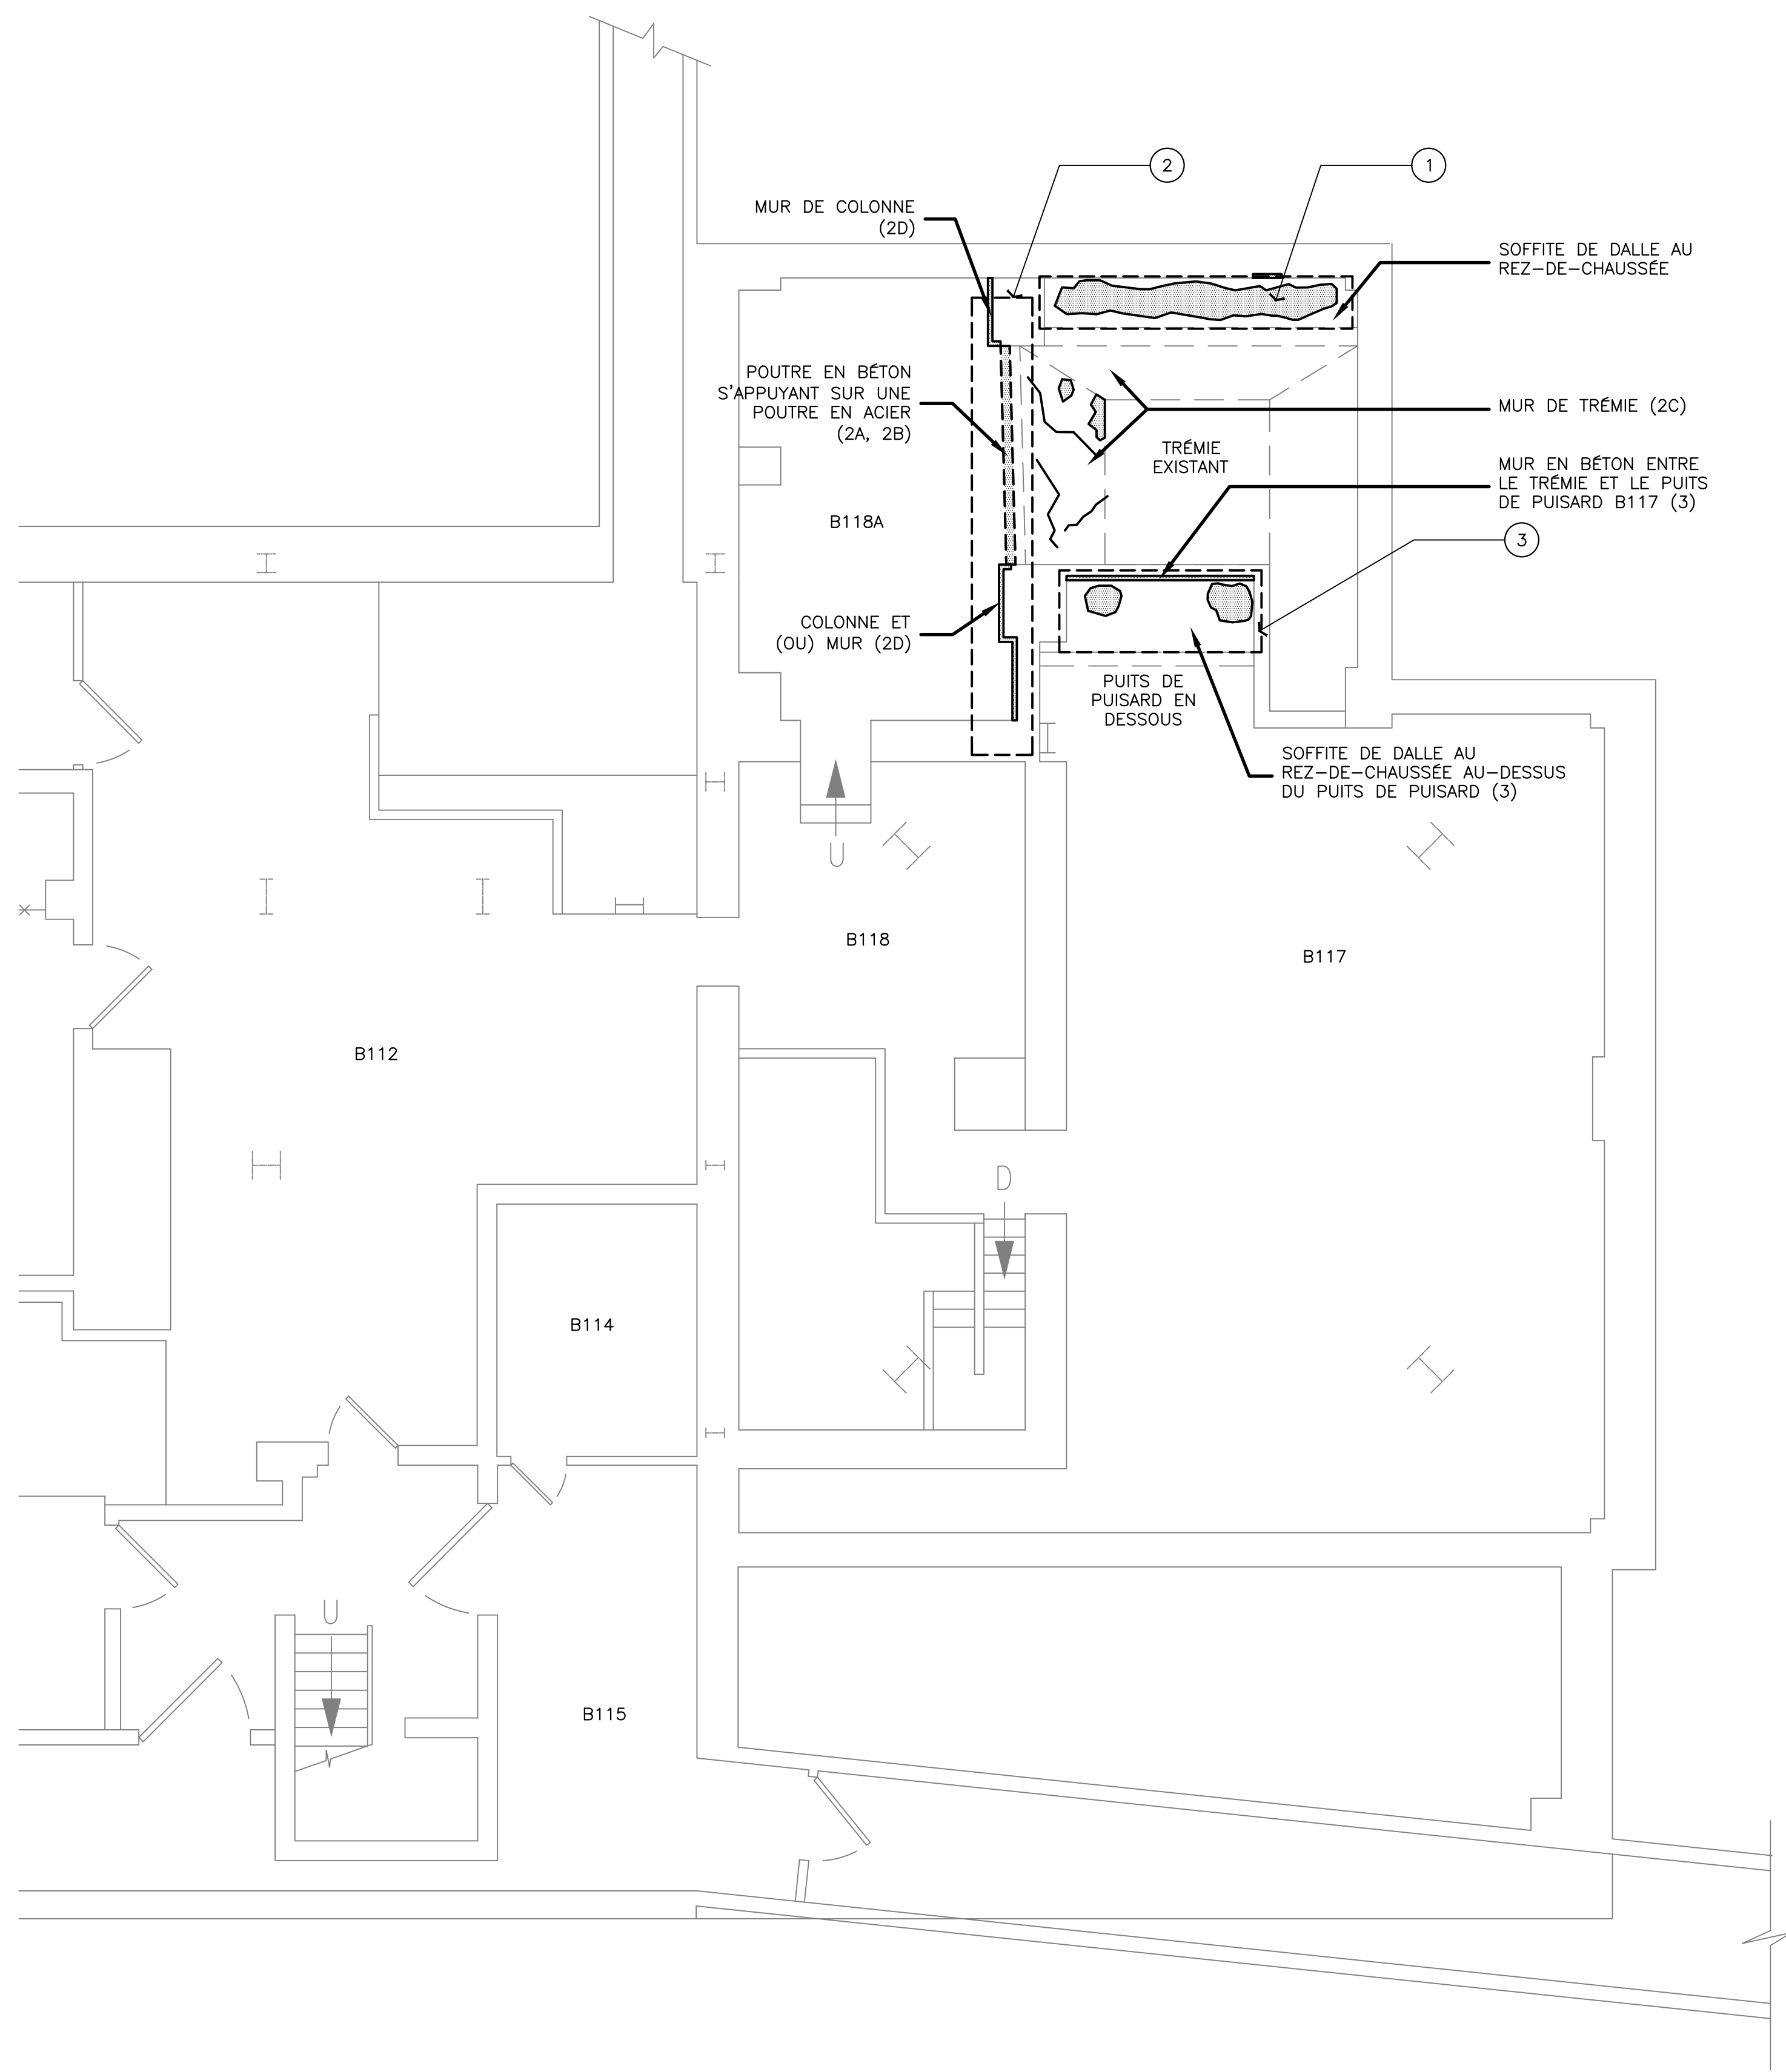 2
1
MUR DE COLONNE
(2D)
SOFFITE DE DALLE AU
REZ-DE-CHAUSSÉE
POUTRE EN BÉTON
S'APPUYANT SUR UNE
POUTRE EN ACIER
(2A, 2B)
MUR DE TRÉMIE (2C)
TRÉMIE
EXISTANT
MUR EN BÉTON ENTRE
LE TRÉMIE ET LE PUITS
DE PUISARD B117 (3)
B118A
3
COLONNE ET
(OU) MUR (2D)
PUITS DE
PUISARD EN
DESSOUS
SOFFITE DE DALLE AU
REZ-DE-CHAUSSÉE AU-DESSUS
DU PUITS DE PUISARD (3)
U
B118
B117
B112
D
B114
U
B115